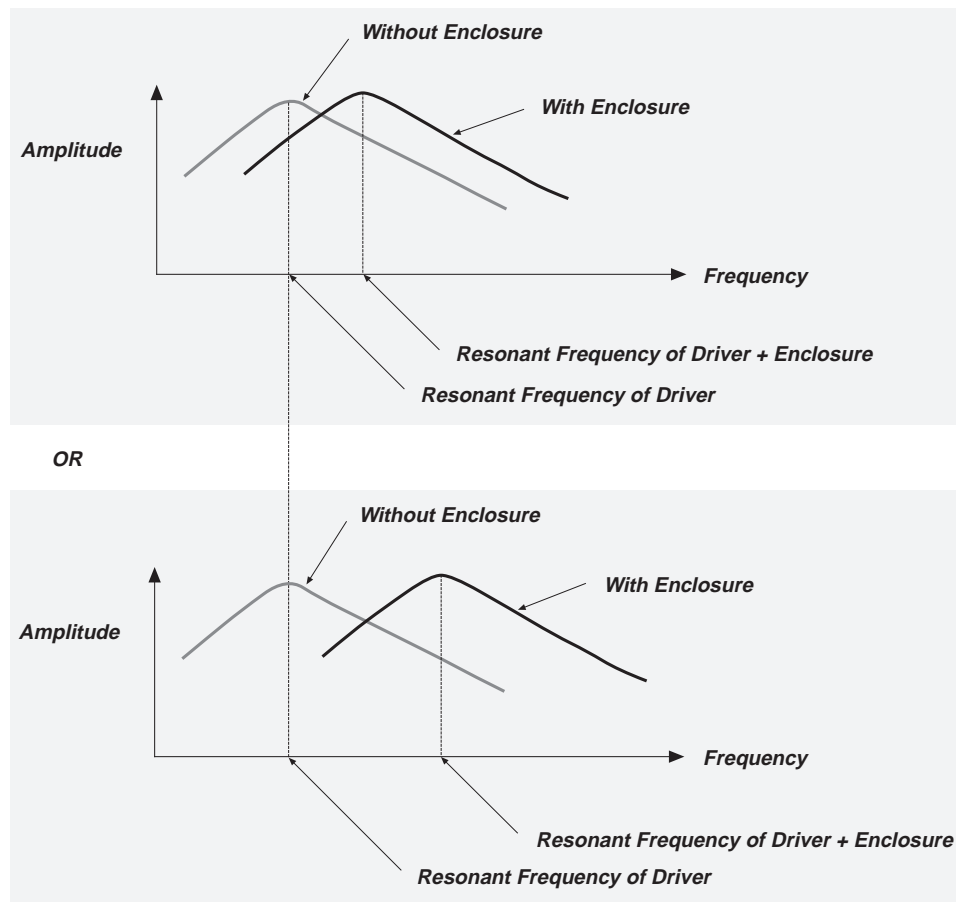 Without Enclosure
With Enclosure
Amplitude
Frequency
Resonant Frequency of Driver + Enclosure
Resonant Frequency of Driver
OR
Without Enclosure
With Enclosure
Amplitude
Frequency
Resonant Frequency of Driver + Enclosure
Resonant Frequency of Driver